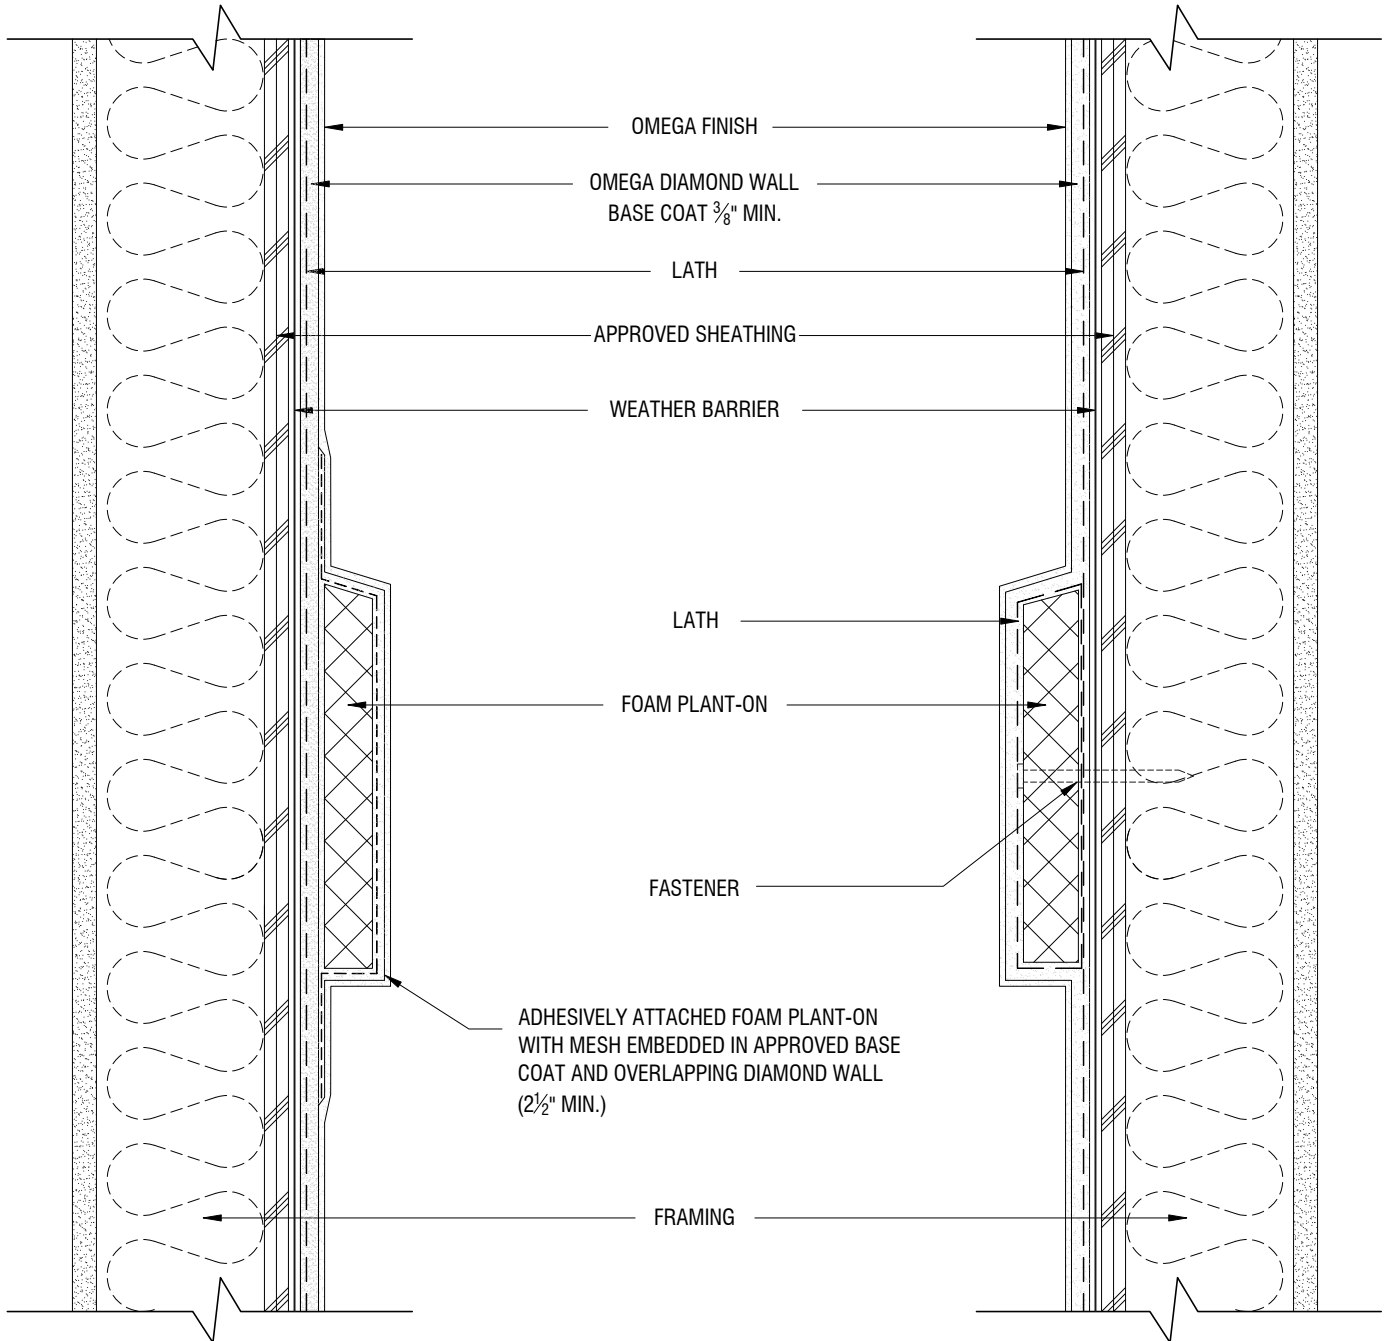 OMEGA FINISH
OMEGA DIAMOND WALL
BASE COAT ⅜" MIN.
LATH
APPROVED SHEATHING
WEATHER BARRIER
LATH
FOAM PLANT-ON
FASTENER
ADHESIVELY ATTACHED FOAM PLANT-ON
WITH MESH EMBEDDED IN APPROVED BASE
COAT AND OVERLAPPING DIAMOND WALL
(2½" MIN.)
FRAMING